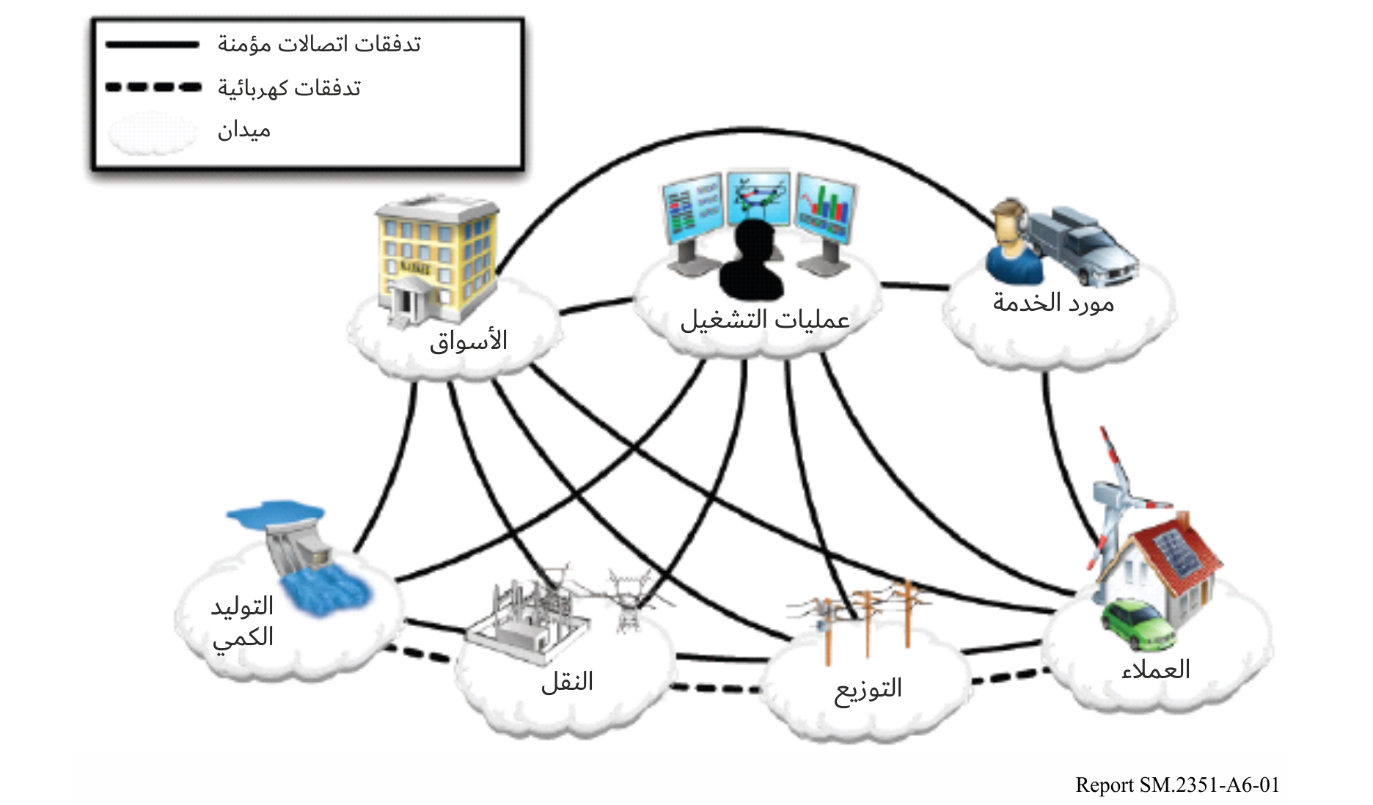 تدفقات اتصالات مؤمنة
تدفقات كهربائية
ميدان
مورد الخدمة
عمليات التشغيل
الأسواق
التوليد
الكمي
النقل
التوزيع
العملاء
Report SM.2351-A6-01